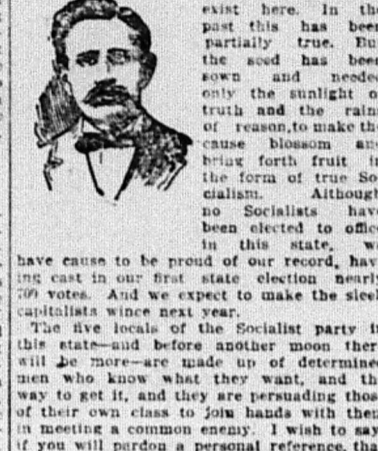 exist here. In the
past this has been
partially true. Bu
the seed has been
sown and needed
only the sunlight o
truth and the rain
of reason,to make the
cause blossom and
bring forth fruit in
the form of true So
cialism. Although
no Socialists have
been elected to office
in this state, we
have cause to be proud of our record, hav
ing cast in our first state election nearly
700 votes. And we expect to make the sleek
capitalists wince next year.
The five locals of the Socialist party in
this state—and before another moon ther
will be more—are made up of determined
men who know what they want, and th
way to get it, and they are persuading thos
of their own class to join hands with them
in meeting a common enemy. I wish to say
if you will pardon a personal reference, tha